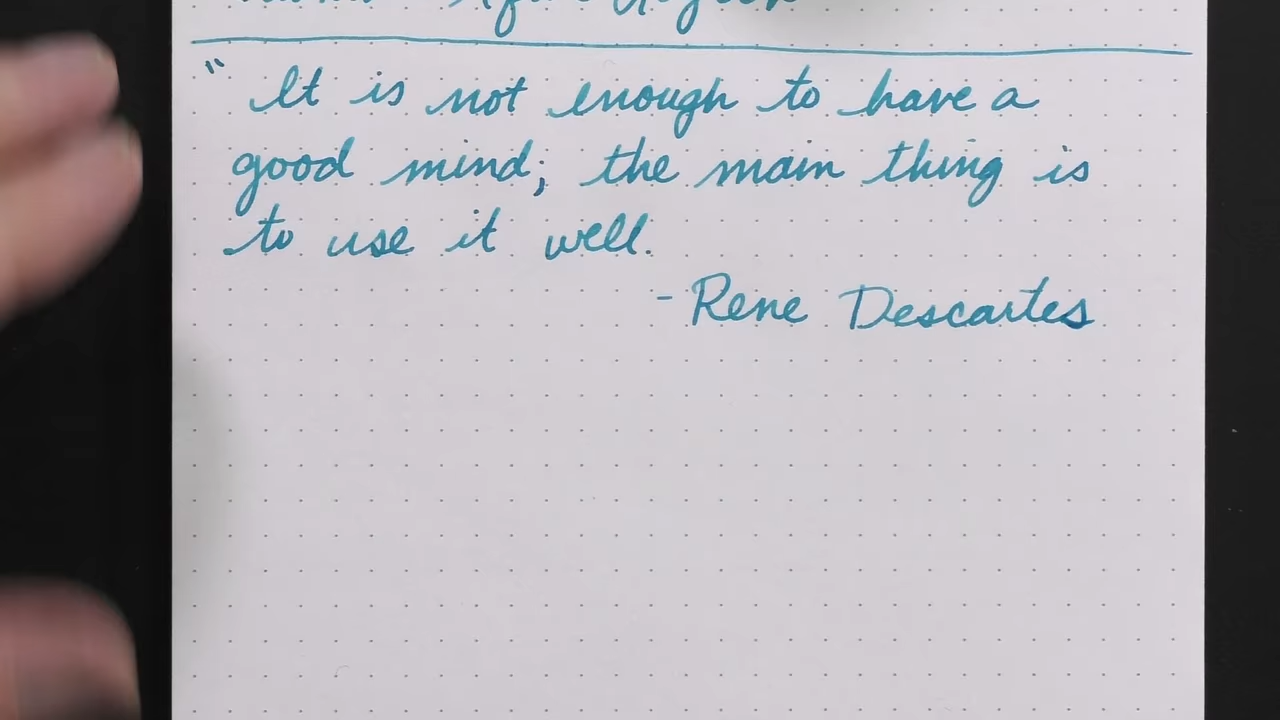 " It is not enough to have a
good mind; the main thing is
to use it well.
- Rene Descartes